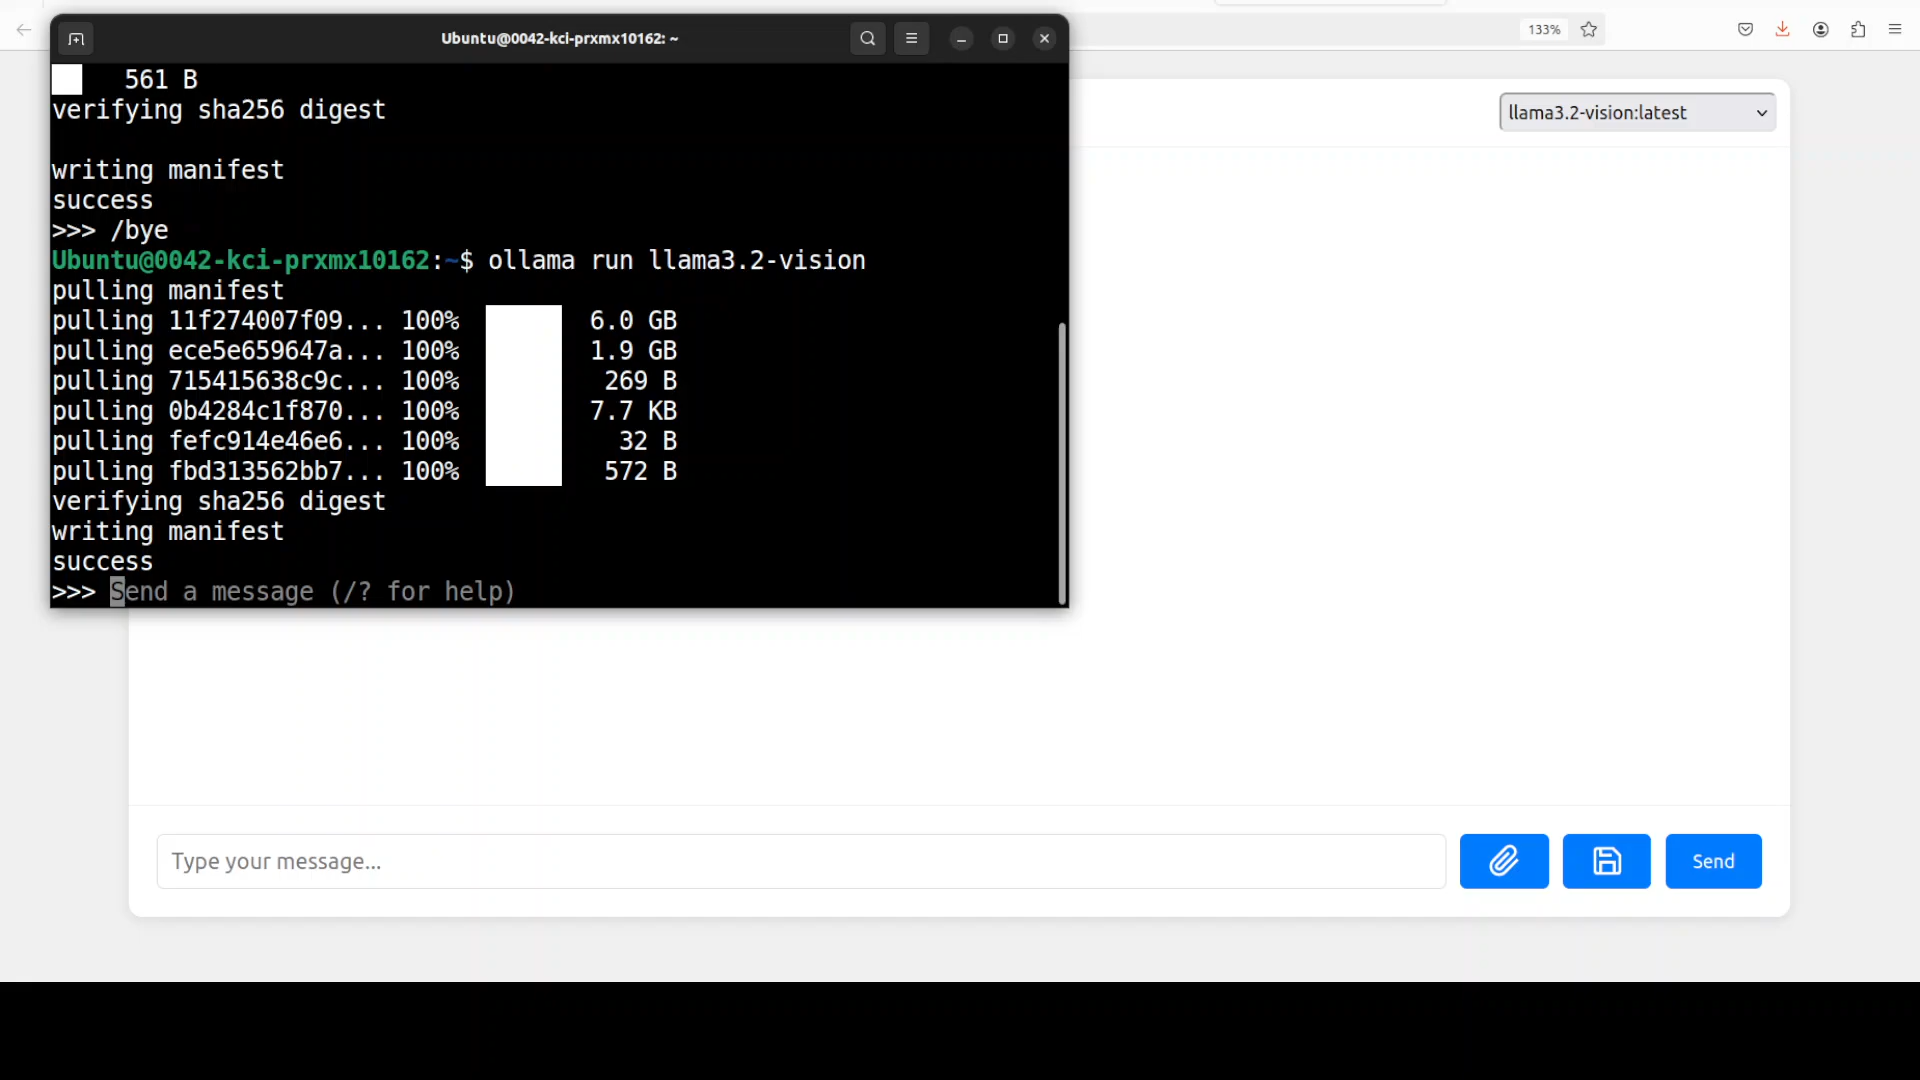 Ubuntu@0042-kci-prxmx10162: ~
133%
561 B
verifying sha256 digest
writing manifest
success
>>> /bye
Ubuntu@0042-kci-prxmx10162:~$ ollama run llama3.2-vision
pulling manifest
pulling 11f274007f09... 100% 6.0 GB
pulling ece5e659647a... 100% 1.9 GB
pulling 715415638c9c... 100% 269 B
pulling 0b4284c1f870... 100% 7.7 KB
pulling fefc914e46e6... 100% 32 B
pulling fbd313562bb7... 100% 572 B
verifying sha256 digest
writing manifest
success
>>> Send a message (/? for help)
llama3.2-vision:latest
Type your message...
Send